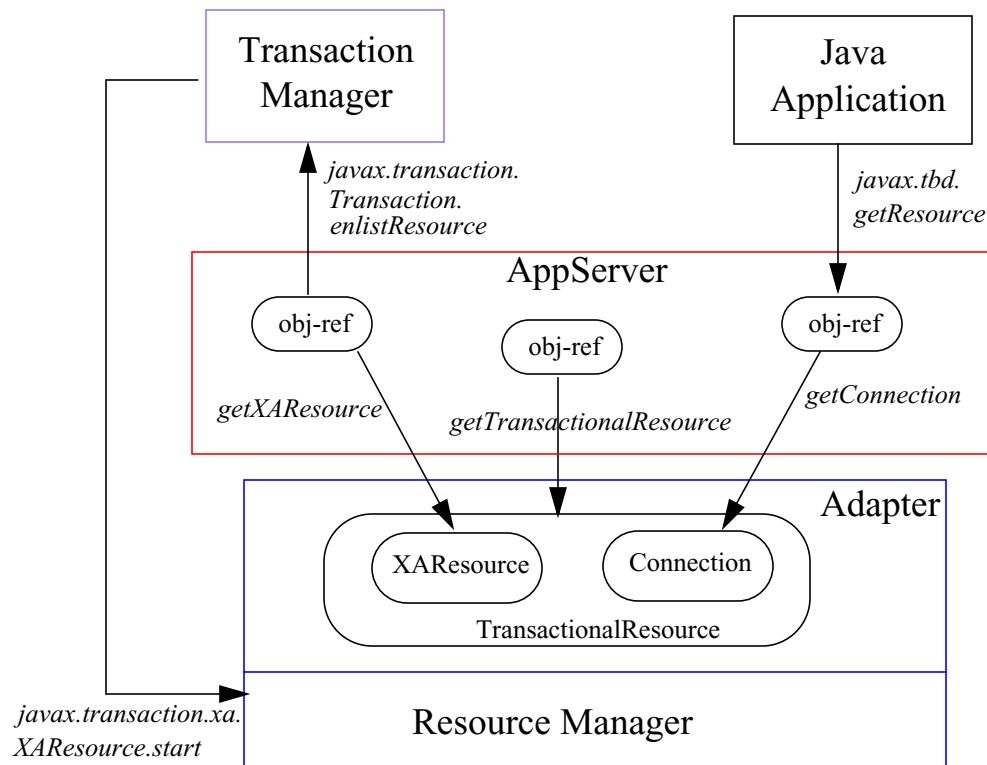 Transaction
Manager
Java
Application
javax.transaction.
Transaction.
enlistResource
javax.tbd.
getResource
AppServer
obj-ref
obj-ref
obj-ref
getXAResource
getTransactionalResource
getConnection
Adapter
XAResource
Connection
TransactionalResource
javax.transaction.xa.
XAResource.start
Resource Manager